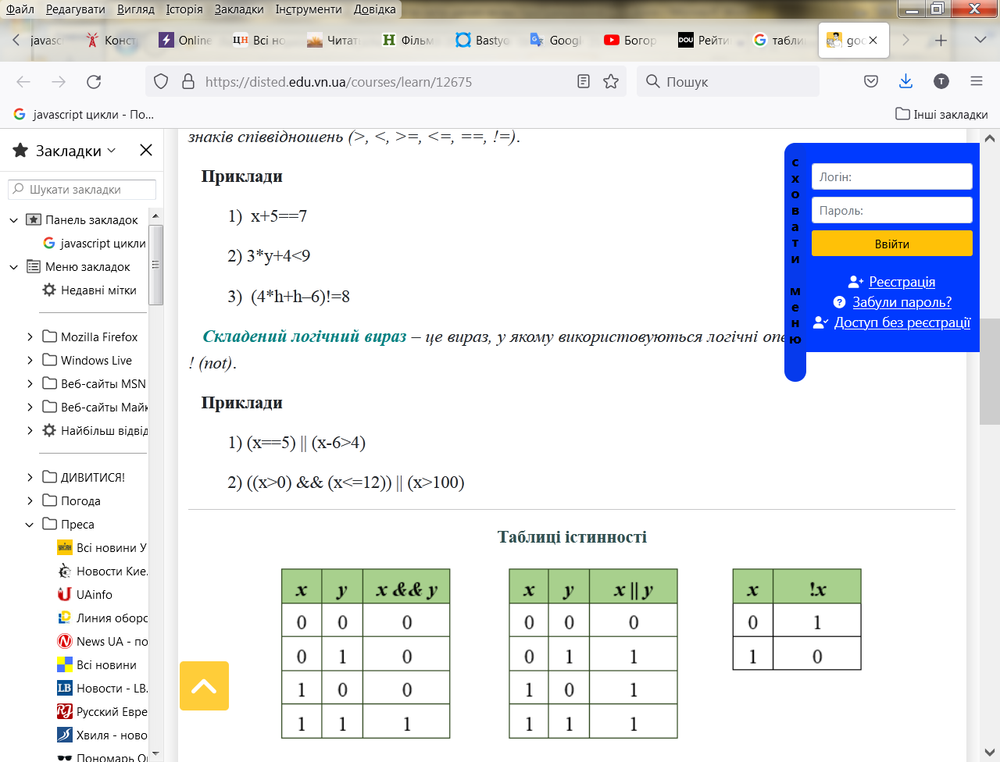 Файл Редагувати Вигляд Історія Закладки Інструменти Довідка
javasc Конст Online ЦН Всі но Читат Фільм Bastyo Googl Богор DOU Рейти табли goo
https://disted.edu.vn.ua/courses/learn/12675 Пошук T
javascript цикли - По... Інші закладки
Закладки
Шукати закладки
Панель закладок
javascript цикли
Меню закладок
Недавні мітки
Mozilla Firefox
Windows Live
Веб-сайты MSN
Веб-сайты Майк
Найбільш відвід
ДИВИТИСЯ!
Погода
Преса
Всі новини У
Новости Кие.
UAinfo
Линия оборо
News UA - по
Всі новини
LB Новости - LB.
Русский Евре
Хвиля - ново
Пономарь О
знаків співвідношень (>, <, >=, <=, ==, !=).
Приклади
1) x+5==7
2) 3*y+4<9
3) (4*h+h–6)!=8
Складений логічний вираз – це вираз, у якому використовуються логічні опе
! (not).
Приклади
1) (x==5) || (x-6>4)
2) ((x>0) && (x<=12)) || (x>100)
Таблиці істинності
x y x && y
0 0 0
0 1 0
1 0 0
1 1 1
x y x || y
0 0 0
0 1 1
1 0 1
1 1 1
x !x
0 1
1 0
сховати меню
Логін:
Пароль:
Ввійти
Реєстрація
Забули пароль?
Доступ без реєстрації